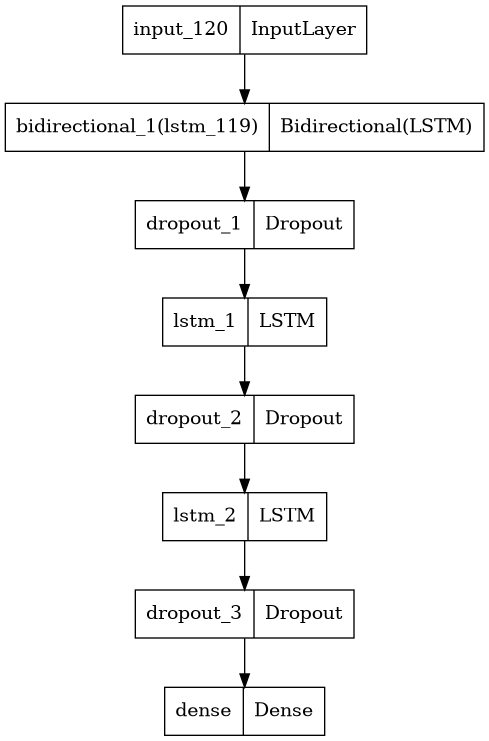 input_120 InputLayer
bidirectional_1(lstm_119) Bidirectional(LSTM)
dropout_1 Dropout
lstm_1 LSTM
dropout_2 Dropout
lstm_2 LSTM
dropout_3 Dropout
dense Dense